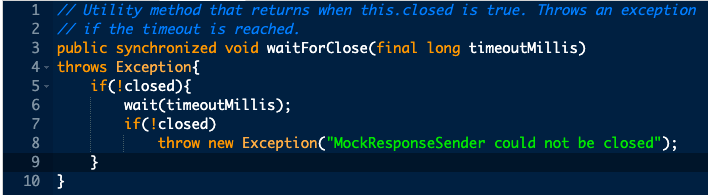 1 // Utility method that returns when this.closed is true. Throws an exception
2 // if the timeout is reached.
3 public synchronized void waitForClose(final long timeoutMillis)
4 throws Exception{
5     if(!closed){
6         wait(timeoutMillis);
7         if(!closed)
8             throw new Exception("MockResponseSender could not be closed");
9     }
10 }